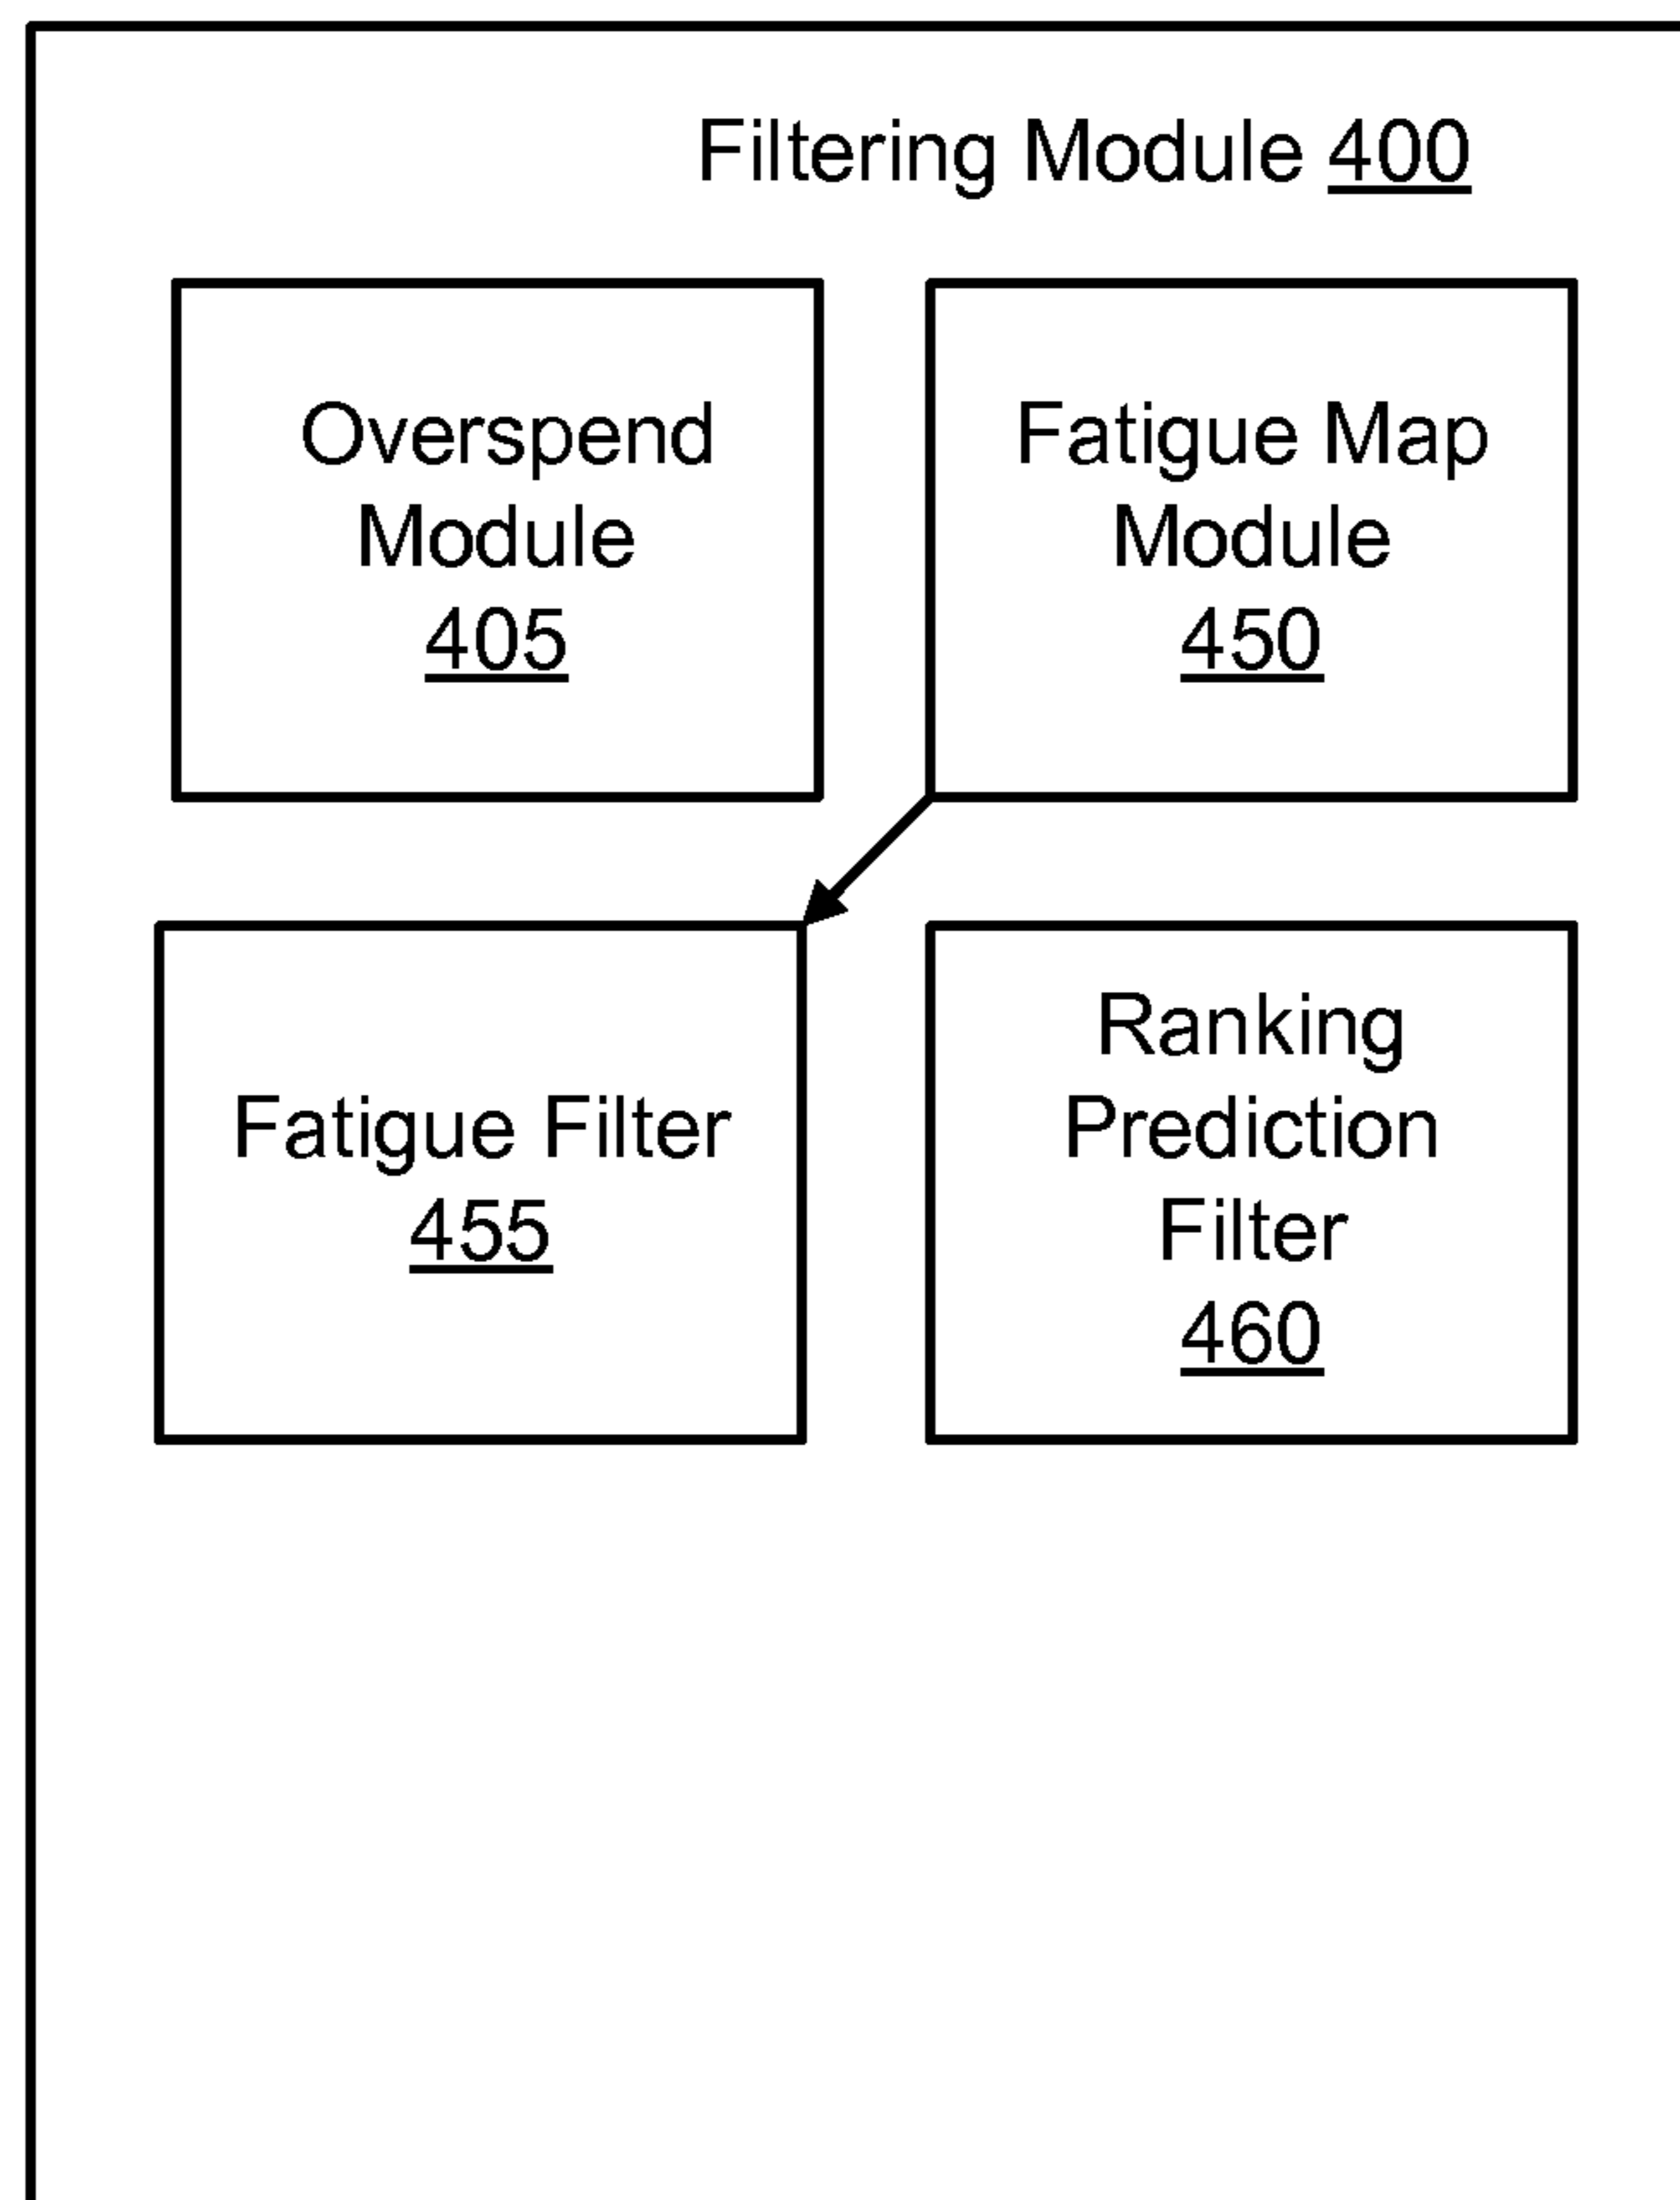 Filtering Module 400
Overspend
Module
405
Fatigue Map
Module
450
Fatigue Filter
455
Ranking
Prediction
Filter
460